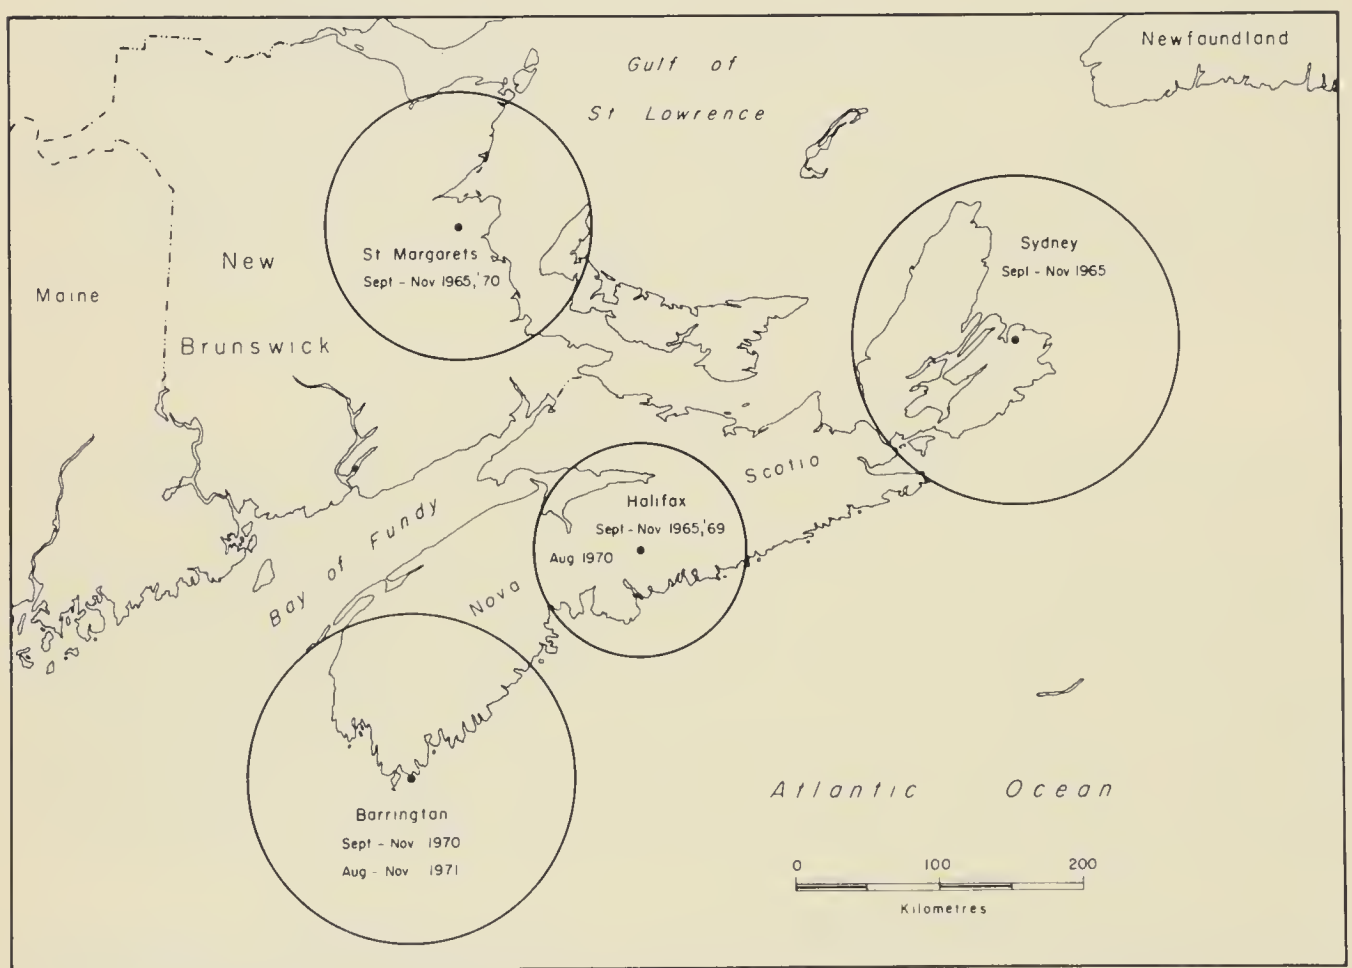 Newfoundland
Gulf of
St Lawrence
Sydney
Sept - Nov 1965
New
Brunswick
St Margarets
Sept - Nov 1965,'70
Maine
Scotia
Halifax
Sept - Nov 1965,'69
Aug 1970
Bay of Fundy
Nova
Barrington
Sept - Nov 1970
Aug - Nov 1971
Atlantic Ocean
0 100 200
Kilometres